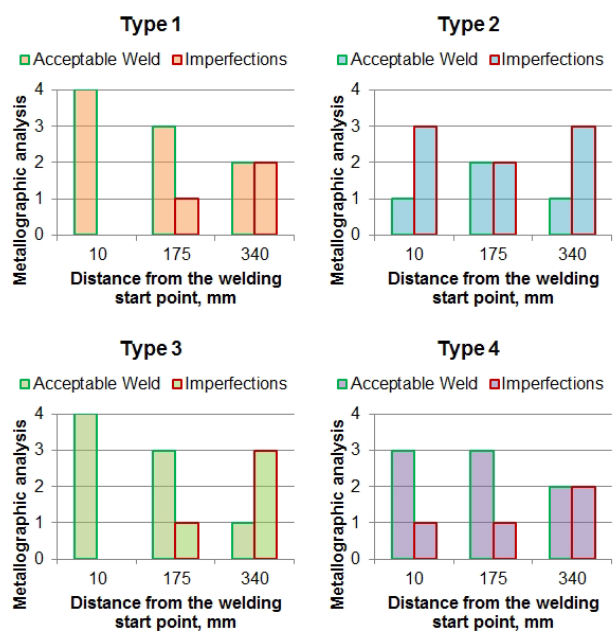 Type 1
Acceptable Weld Imperfections
Metallographic analysis
4
3
2
1
0
10 175 340
Distance from the welding
start point, mm
Type 2
Acceptable Weld Imperfections
Metallographic analysis
4
3
2
1
0
10 175 340
Distance from the welding
start point, mm
Type 3
Acceptable Weld Imperfections
Metallographic analysis
4
3
2
1
0
10 175 340
Distance from the welding
start point, mm
Type 4
Acceptable Weld Imperfections
Metallographic analysis
4
3
2
1
0
10 175 340
Distance from the welding
start point, mm